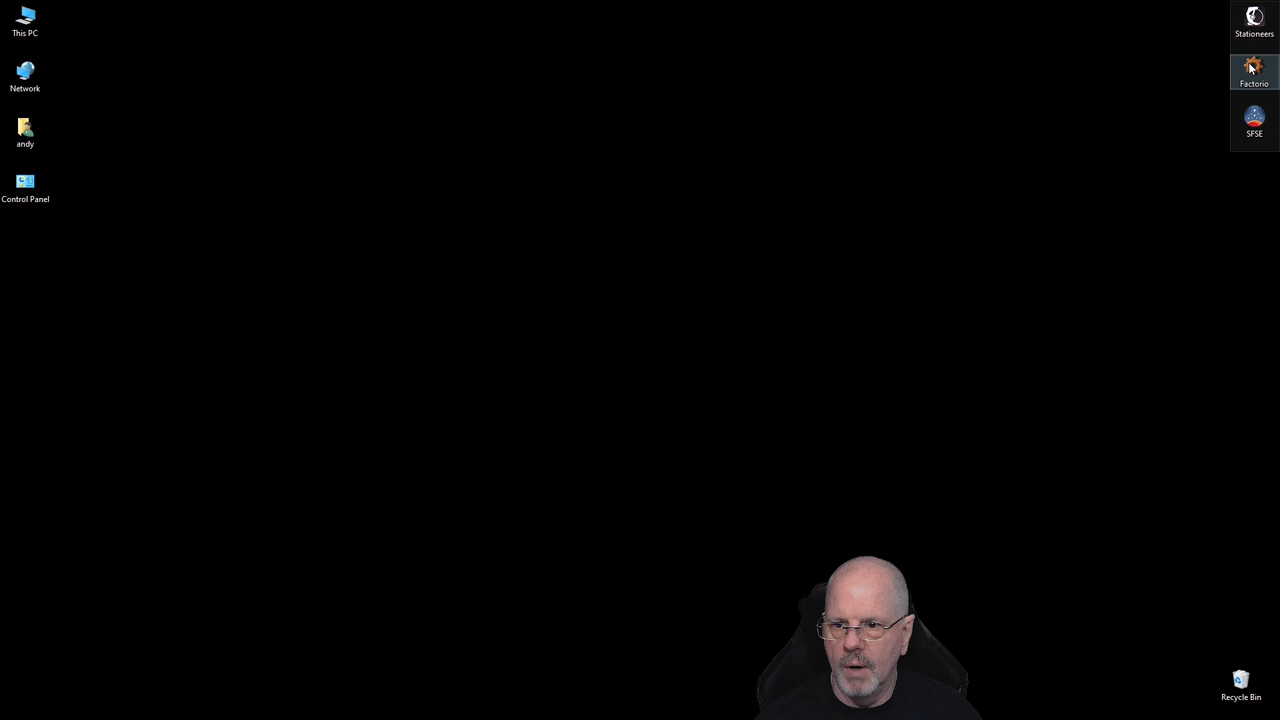 This PC
Network
andy
Control Panel
Stationeers
Factorio
SFSE
Recycle Bin